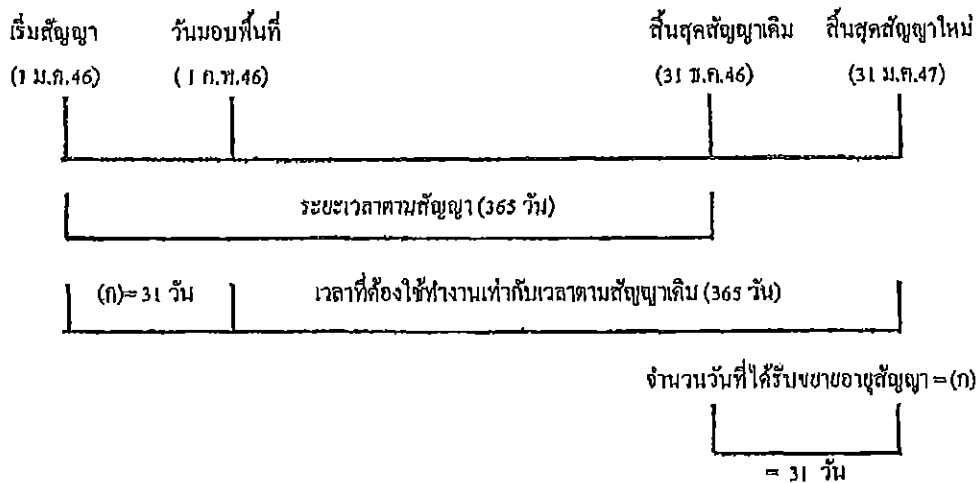 เริ่มสัญญา วันมอบพื้นที่ สิ้นสุดสัญญาเดิม สิ้นสุดสัญญาใหม่
(1 ม.ค.46) (1 ก.พ.46) (31 ธ.ค.46) (31 ม.ค.47)
ระยะเวลาตามสัญญา (365 วัน)
(ก)= 31 วัน เวลาที่ต้องใช้ทำงานเท่ากับเวลาตามสัญญาเดิม (365 วัน)
จำนวนวันที่ได้รับขยายอายุสัญญา = (ก)
= 31 วัน